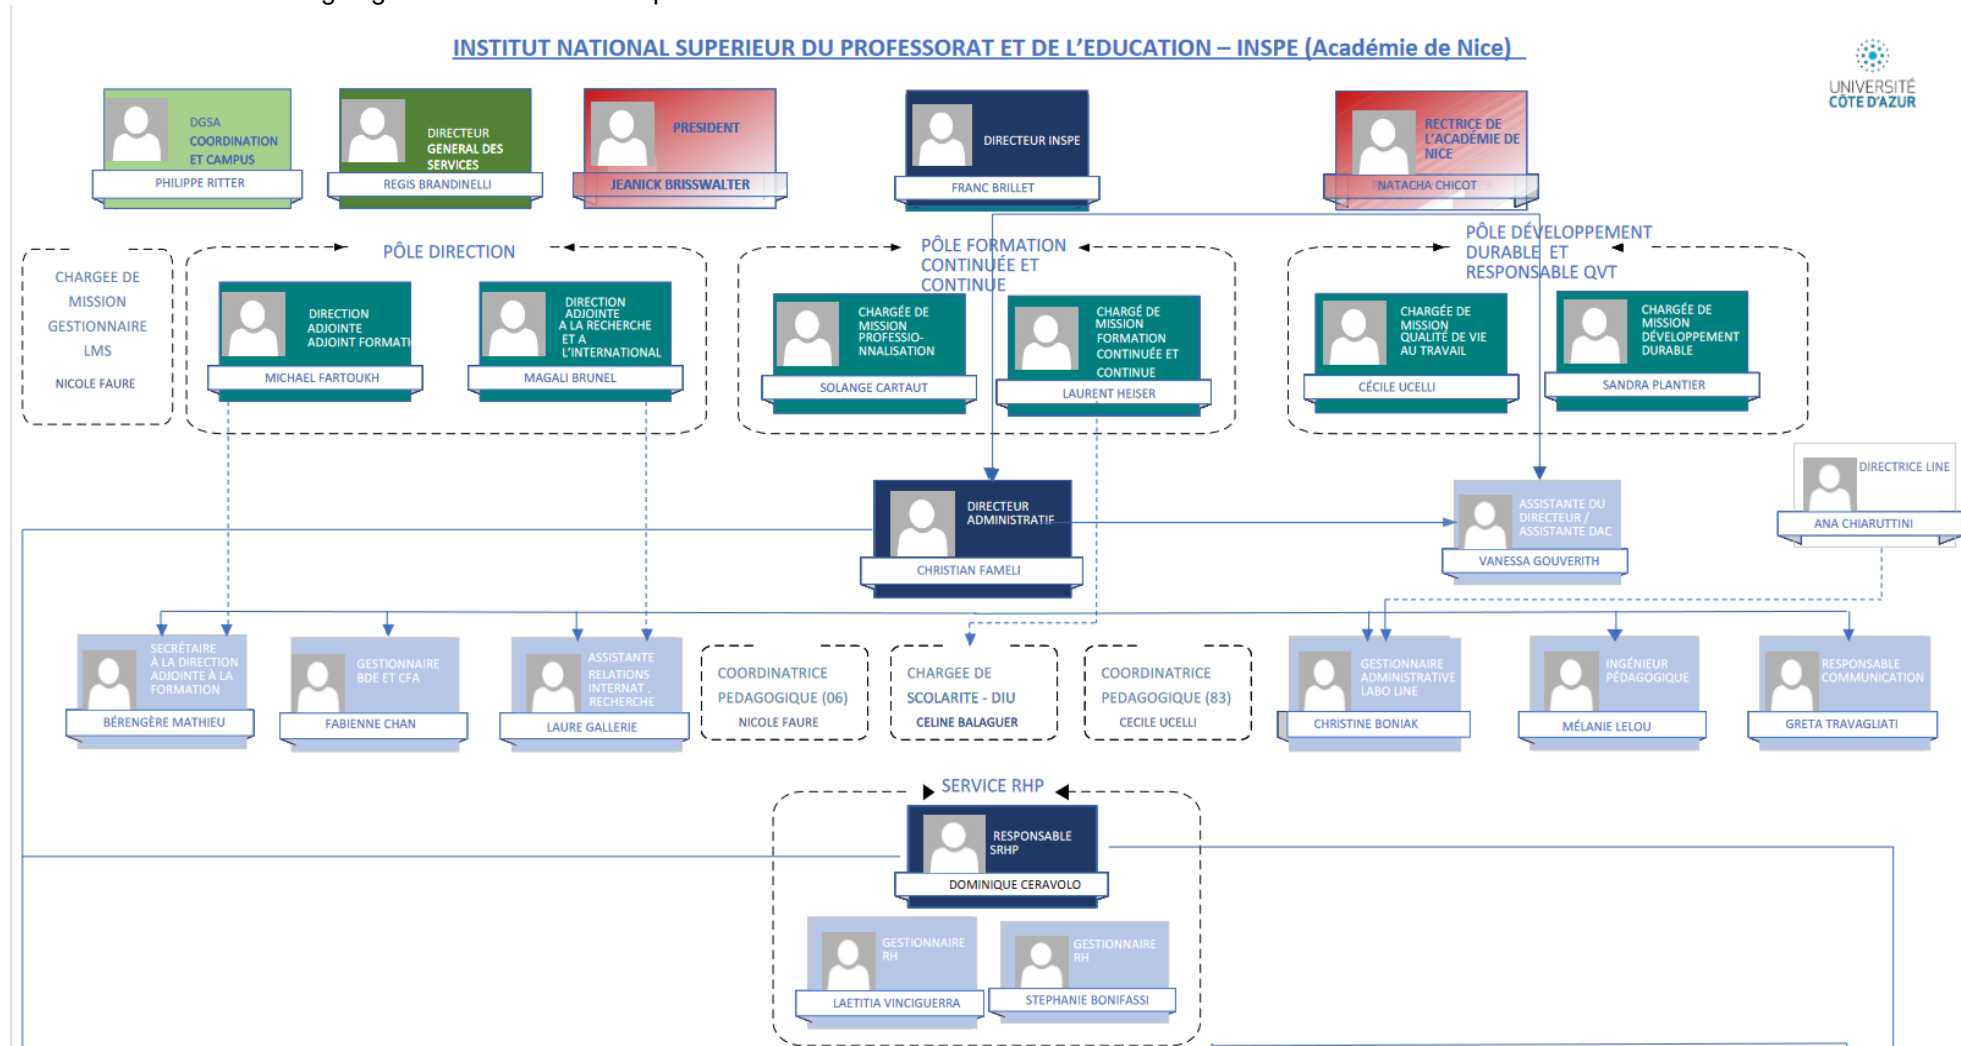 INSTITUT NATIONAL SUPERIEUR DU PROFESSORAT ET DE L'EDUCATION – INSPE (Académie de Nice)
UNIVERSITÉ
CÔTE D'AZUR
DGSA
COORDINATION
ET CAMPUS
PHILIPPE RITTER
DIRECTEUR
GENERAL DES
SERVICES
REGIS BRANDINELLI
PRESIDENT
JEANICK BRISSWALTER
DIRECTEUR INSPE
FRANC BRILLET
RECTRICE DE
L'ACADÉMIE DE
NICE
NATACHA CHICOT
CHARGEE DE
MISSION
GESTIONNAIRE
LMS
NICOLE FAURE
PÔLE DIRECTION
DIRECTION
ADJOINTE
ADJOINT FORMATI
MICHAEL FARTOUKH
DIRECTION
ADJOINTE
A LA RECHERCHE
ET A
L'INTERNATIONAL
MAGALI BRUNEL
PÔLE FORMATION
CONTINUÉE ET
CONTINUE
CHARGÉE DE
MISSION
PROFESSIO-
NNALISATION
SOLANGE CARTAUT
CHARGÉ DE
MISSION
FORMATION
CONTINUÉE ET
CONTINUE
LAURENT HEISER
PÔLE DÉVELOPPEMENT
DURABLE ET
RESPONSABLE QVT
CHARGÉE DE
MISSION
QUALITE DE VIE
AU TRAVAIL
CÉCILE UCELLI
CHARGÉE DE
MISSION
DÉVELOPPEMENT
DURABLE
SANDRA PLANTIER
DIRECTEUR
ADMINISTRATIF
CHRISTIAN FAMELI
ASSISTANTE DU
DIRECTEUR /
ASSISTANTE DAC
VANESSA GOUVERITH
DIRECTRICE LINE
ANA CHIARUTTINI
SECRÉTAIRE
À LA DIRECTION
ADJOINTE À LA
FORMATION
BÉRENGÈRE MATHIEU
GESTIONNAIRE
BDE ET CFA
FABIENNE CHAN
ASSISTANTE
RELATIONS
INTERNAT .
RECHERCHE
LAURE GALLERIE
COORDINATRICE
PEDAGOGIQUE (06)
NICOLE FAURE
CHARGEE DE
SCOLARITE - DIU
CELINE BALAGUER
COORDINATRICE
PEDAGOGIQUE (83)
CECILE UCELLI
GESTIONNAIRE
ADMINISTRATIVE
LABO LINE
CHRISTINE BONIAK
INGÉNIEUR
PÉDAGOGIQUE
MÉLANIE LELOU
RESPONSABLE
COMMUNICATION
GRETA TRAVAGLIATI
SERVICE RHP
RESPONSABLE
SRHP
DOMINIQUE CERAVOLO
GESTIONNAIRE
RH
LAETITIA VINCIGUERRA
GESTIONNAIRE
RH
STEPHANIE BONIFASSI